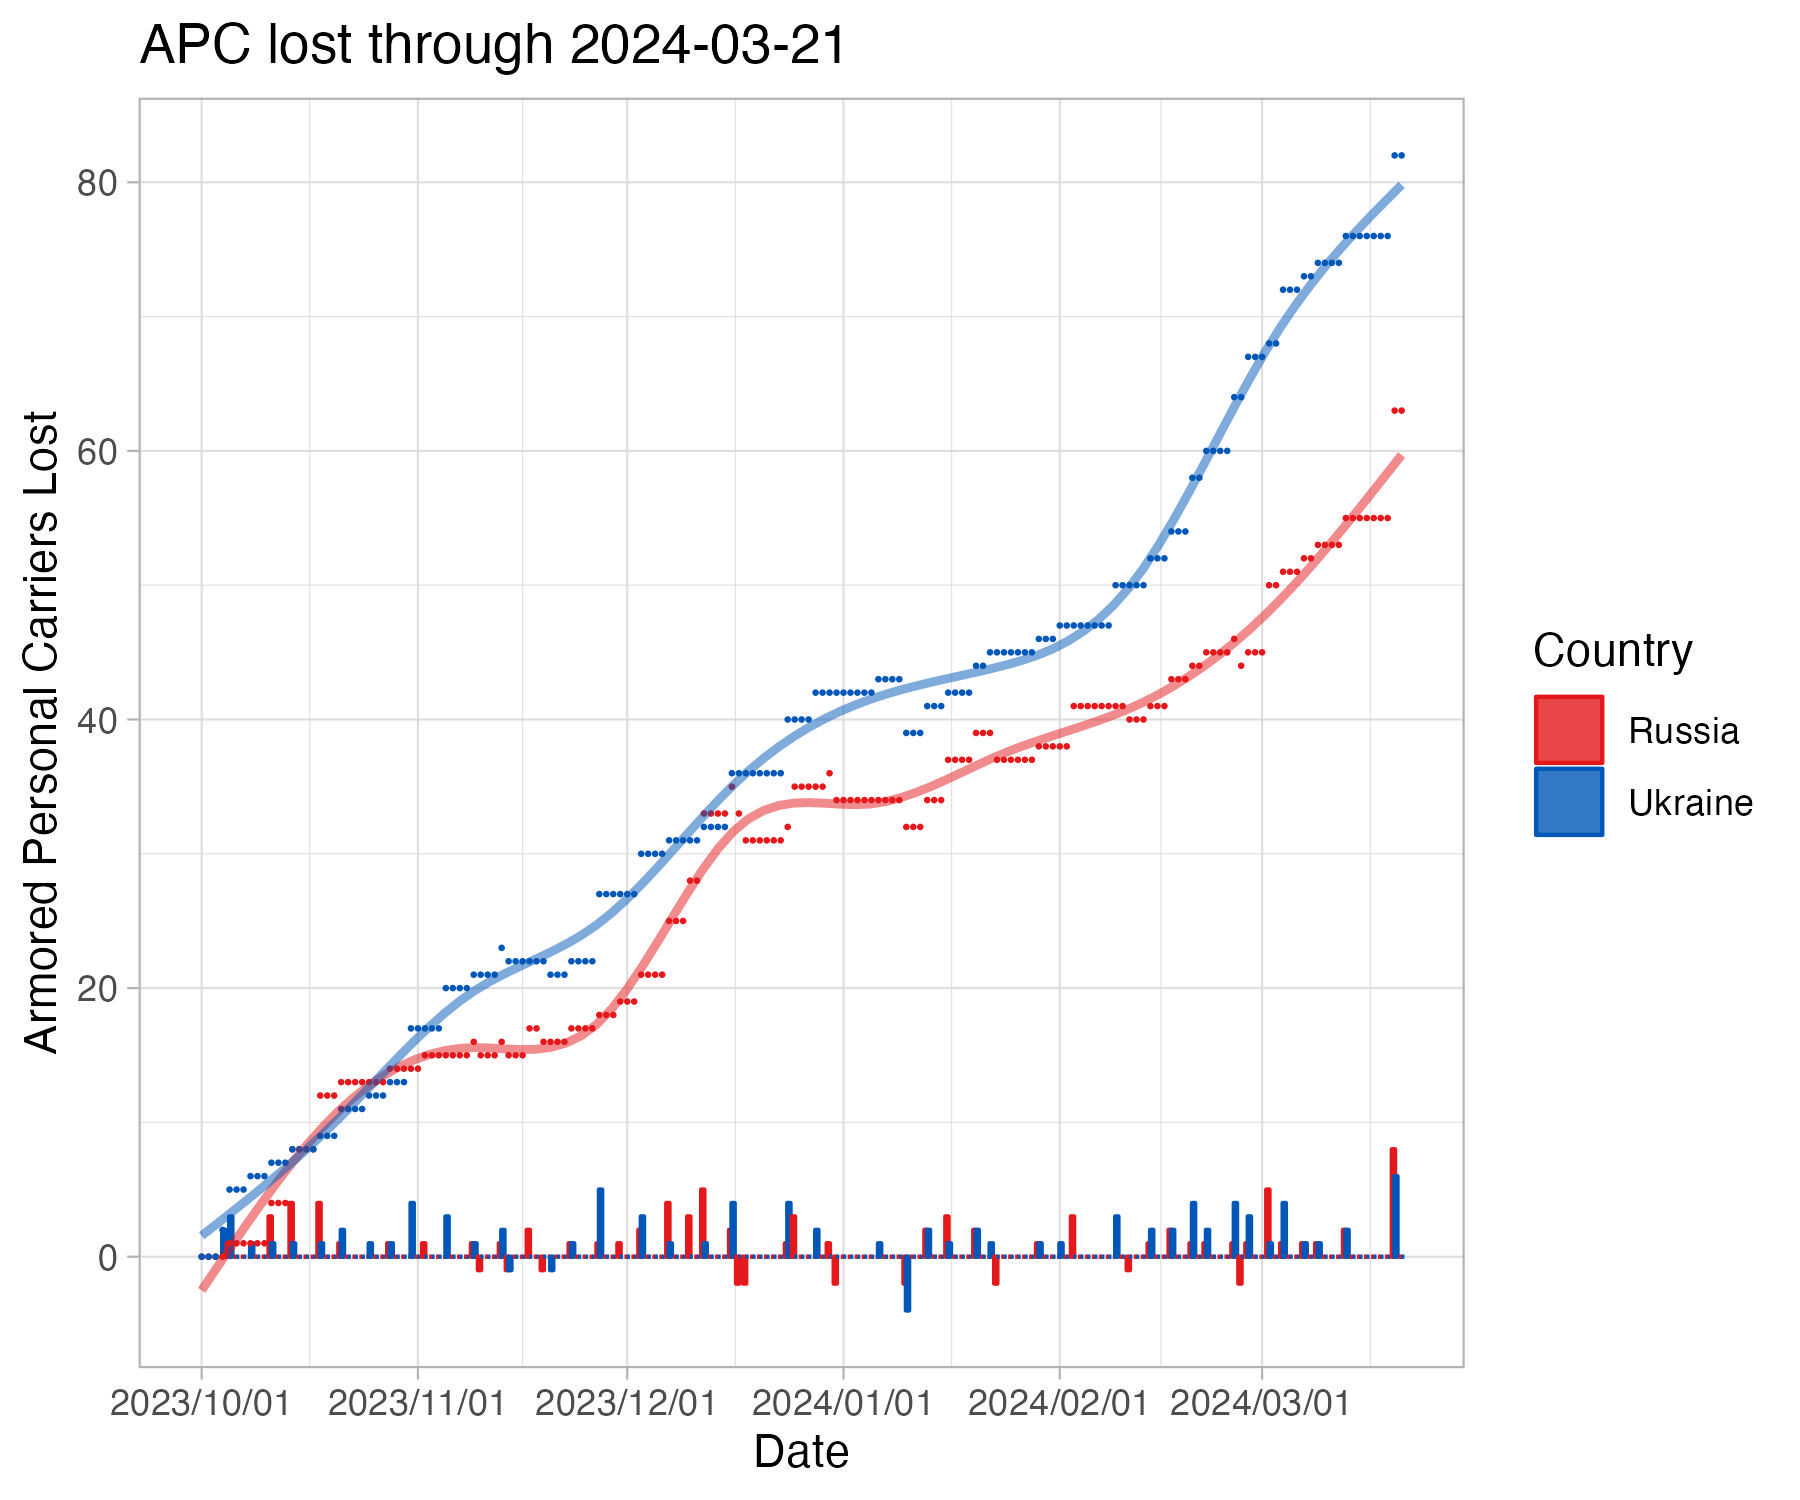 APC lost through 2024-03-21
Armored Personal Carriers Lost
80
60
40
20
0
2023/10/01 2023/11/01 2023/12/01 2024/01/01 2024/02/01 2024/03/01
Date
Country
Russia
Ukraine